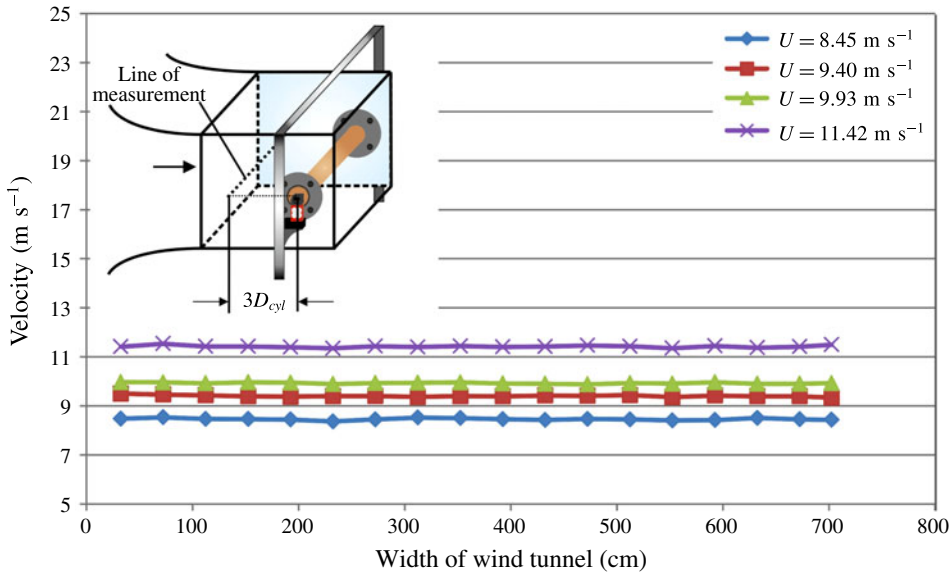 25
23
21
19
17
15
13
11
9
7
5
Velocity (m s⁻¹)
Line of
measurement
3D_cyl
U = 8.45 m s⁻¹
U = 9.40 m s⁻¹
U = 9.93 m s⁻¹
U = 11.42 m s⁻¹
0 100 200 300 400 500 600 700 800
Width of wind tunnel (cm)